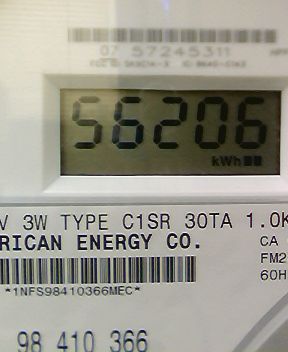 07 57245311
56206
kWh
V 3W TYPE C1SR 30TA 1.0K
RICAN ENERGY CO.
CA
FM2
60H
*1NFS98410366MEC*
98 410 366